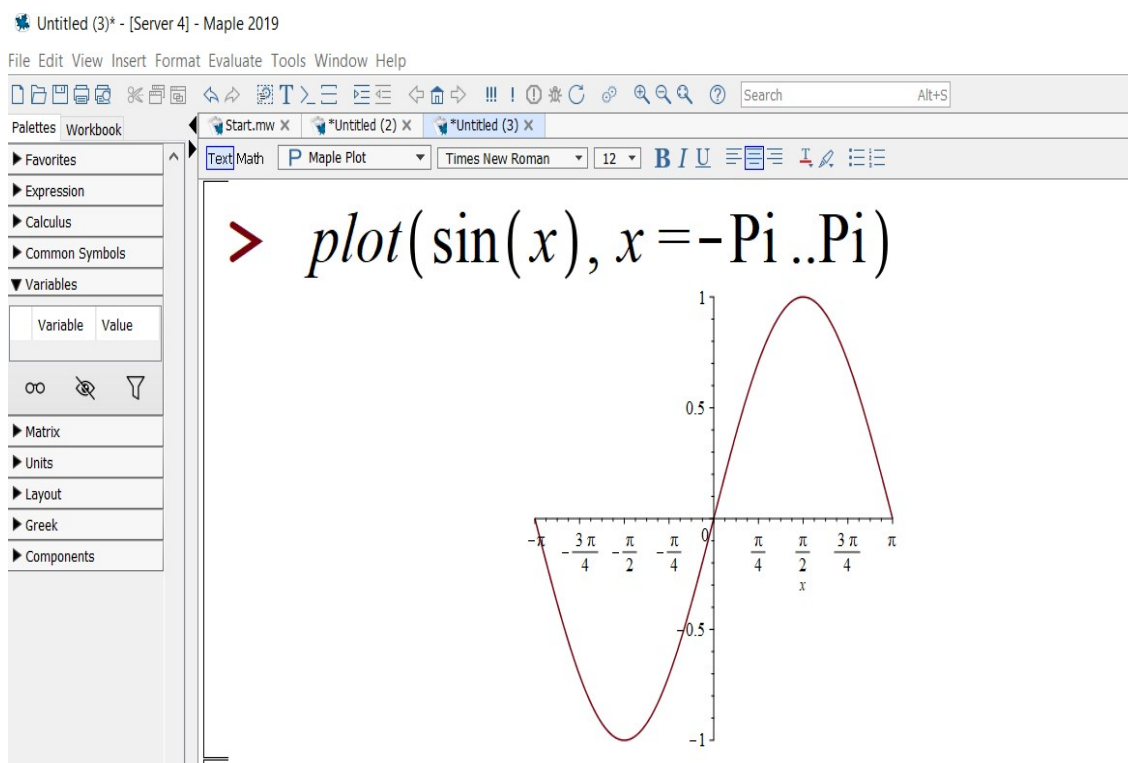 Untitled (3)* - [Server 4] - Maple 2019
File Edit View Insert Format Evaluate Tools Window Help
Search Alt+S
Palettes Workbook
Start.mw *Untitled (2) *Untitled (3)
Text Math P Maple Plot Times New Roman 12 B I U
Favorites
Expression
Calculus
Common Symbols
Variables
Variable Value
Matrix
Units
Layout
Greek
Components
> plot(sin(x), x=-Pi..Pi)
1
0.5
-π -3π/4 -π/2 -π/4 0 π/4 π/2 3π/4 π
x
-0.5
-1